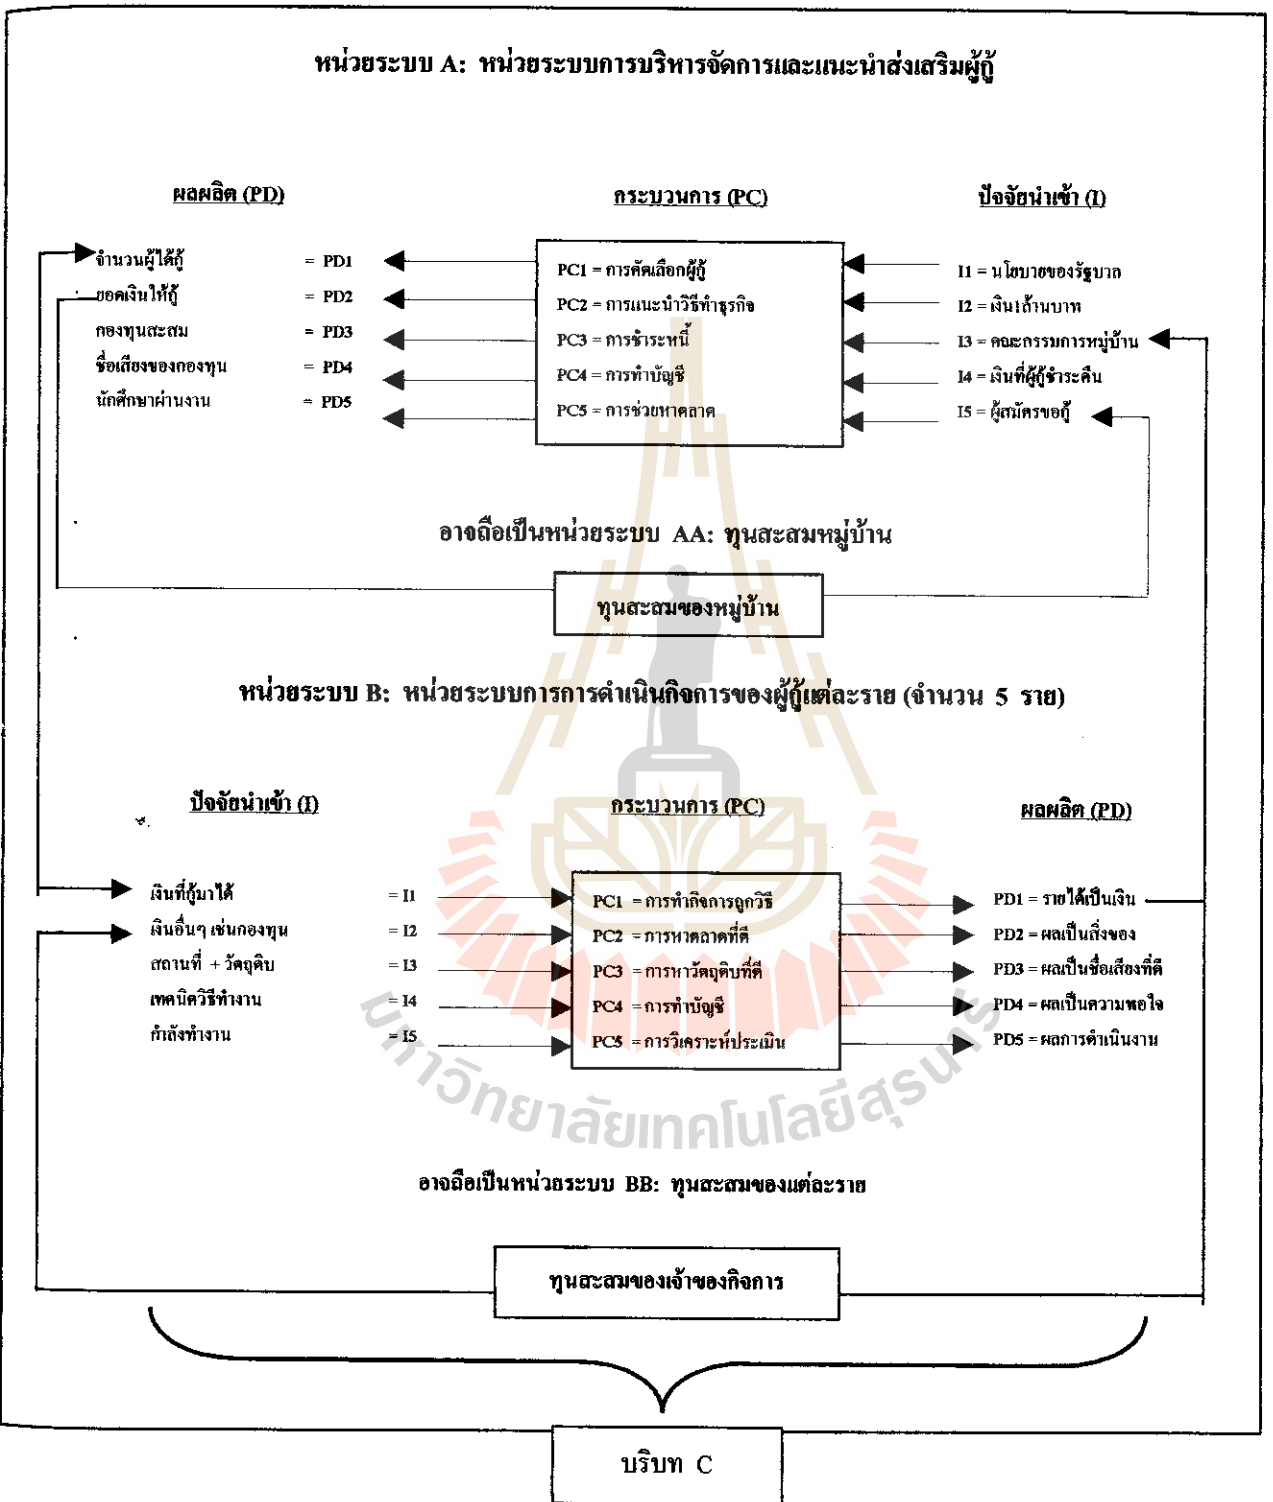 หน่วยระบบ A: หน่วยระบบการบริหารจัดการและแนะนำส่งเสริมผู้กู้
ผลผลิต (PD) กระบวนการ (PC) ปัจจัยนำเข้า (I)
จำนวนผู้ได้กู้ = PD1 PC1 = การคัดเลือกผู้กู้ I1 = นโยบายของรัฐบาล
ยอดเงินให้กู้ = PD2 PC2 = การแนะนำวิธีทำธุรกิจ I2 = เงิน1ล้านบาท
กองทุนสะสม = PD3 PC3 = การชำระหนี้ I3 = คณะกรรมการหมู่บ้าน
ชื่อเสียงของกองทุน = PD4 PC4 = การทำบัญชี I4 = เงินที่ผู้กู้ชำระคืน
นักศึกษาผ่านงาน = PD5 PC5 = การช่วยหาตลาด I5 = ผู้สมัครขอกู้
อาจถือเป็นหน่วยระบบ AA: ทุนสะสมหมู่บ้าน
ทุนสะสมของหมู่บ้าน
หน่วยระบบ B: หน่วยระบบการการดำเนินกิจการของผู้กู้แต่ละราย (จำนวน 5 ราย)
ปัจจัยนำเข้า (I) กระบวนการ (PC) ผลผลิต (PD)
เงินที่กู้มาได้ = I1 PC1 = การทำกิจการถูกวิธี PD1 = รายได้เป็นเงิน
เงินอื่นๆ เช่นกองทุน = I2 PC2 = การหาตลาดที่ดี PD2 = ผลเป็นสิ่งของ
สถานที่ + วัตถุดิบ = I3 PC3 = การหาวัตถุดิบที่ดี PD3 = ผลเป็นชื่อเสียงที่ดี
เทคนิควิธีทำงาน = I4 PC4 = การทำบัญชี PD4 = ผลเป็นความพอใจ
กำลังทำงาน = I5 PC5 = การวิเคราะห์ประเมิน PD5 = ผลการดำเนินงาน
มหาวิทยาลัยเทคโนโลยีสุรนารี
อาจถือเป็นหน่วยระบบ BB: ทุนสะสมของแต่ละราย
ทุนสะสมของเจ้าของกิจการ
บริบท C